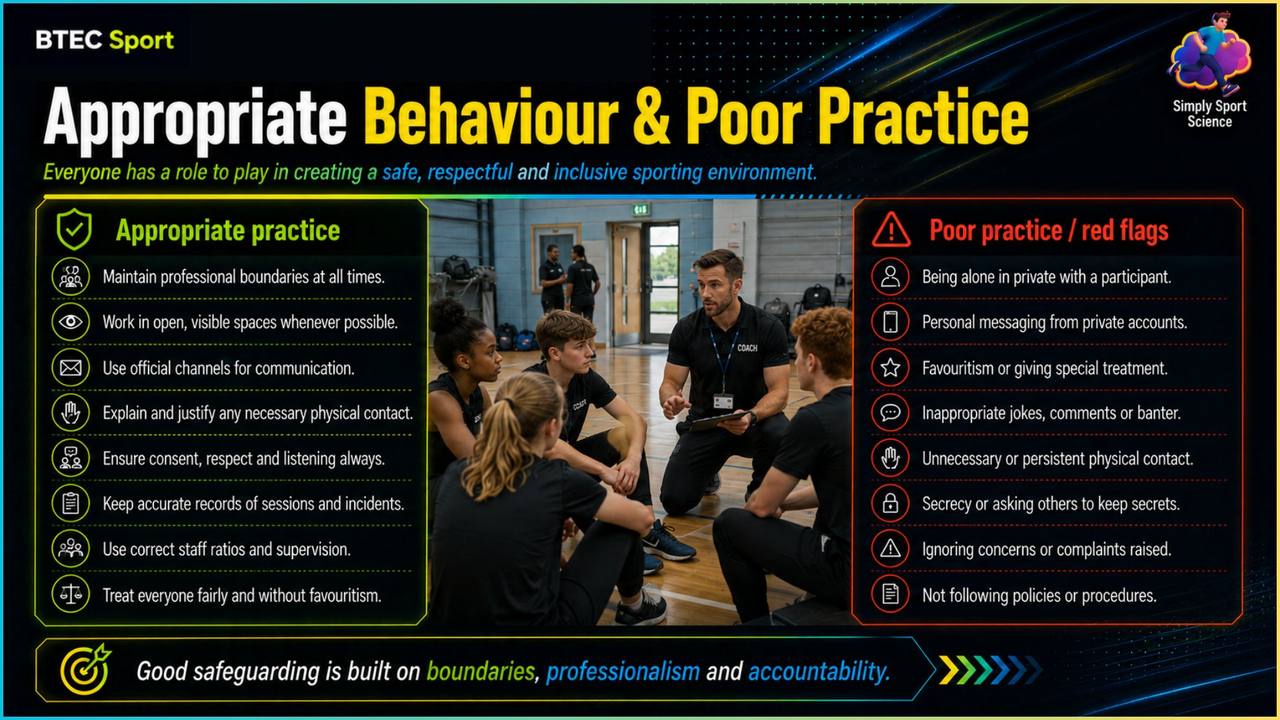 BTEC Sport
Simply Sport
Science
Appropriate Behaviour & Poor Practice
Everyone has a role to play in creating a safe, respectful and inclusive sporting environment.
Appropriate practice
Maintain professional boundaries at all times.
Work in open, visible spaces whenever possible.
Use official channels for communication.
Explain and justify any necessary physical contact.
Ensure consent, respect and listening always.
Keep accurate records of sessions and incidents.
Use correct staff ratios and supervision.
Treat everyone fairly and without favouritism.
COACH
Poor practice / red flags
Being alone in private with a participant.
Personal messaging from private accounts.
Favouritism or giving special treatment.
Inappropriate jokes, comments or banter.
Unnecessary or persistent physical contact.
Secrecy or asking others to keep secrets.
Ignoring concerns or complaints raised.
Not following policies or procedures.
Good safeguarding is built on boundaries, professionalism and accountability.